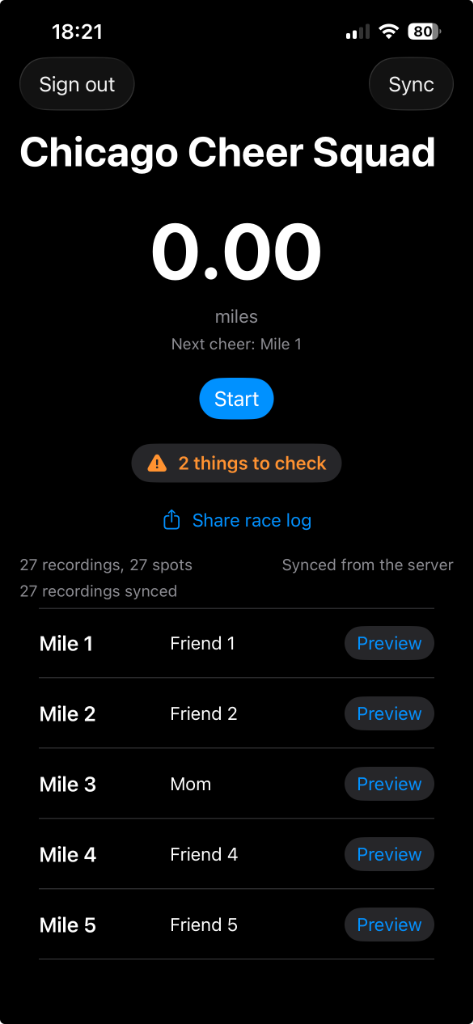 18:21
80
Sign out
Sync
Chicago Cheer Squad
0.00
miles
Next cheer: Mile 1
Start
2 things to check
Share race log
27 recordings, 27 spots
Synced from the server
27 recordings synced
Mile 1 Friend 1 Preview
Mile 2 Friend 2 Preview
Mile 3 Mom Preview
Mile 4 Friend 4 Preview
Mile 5 Friend 5 Preview